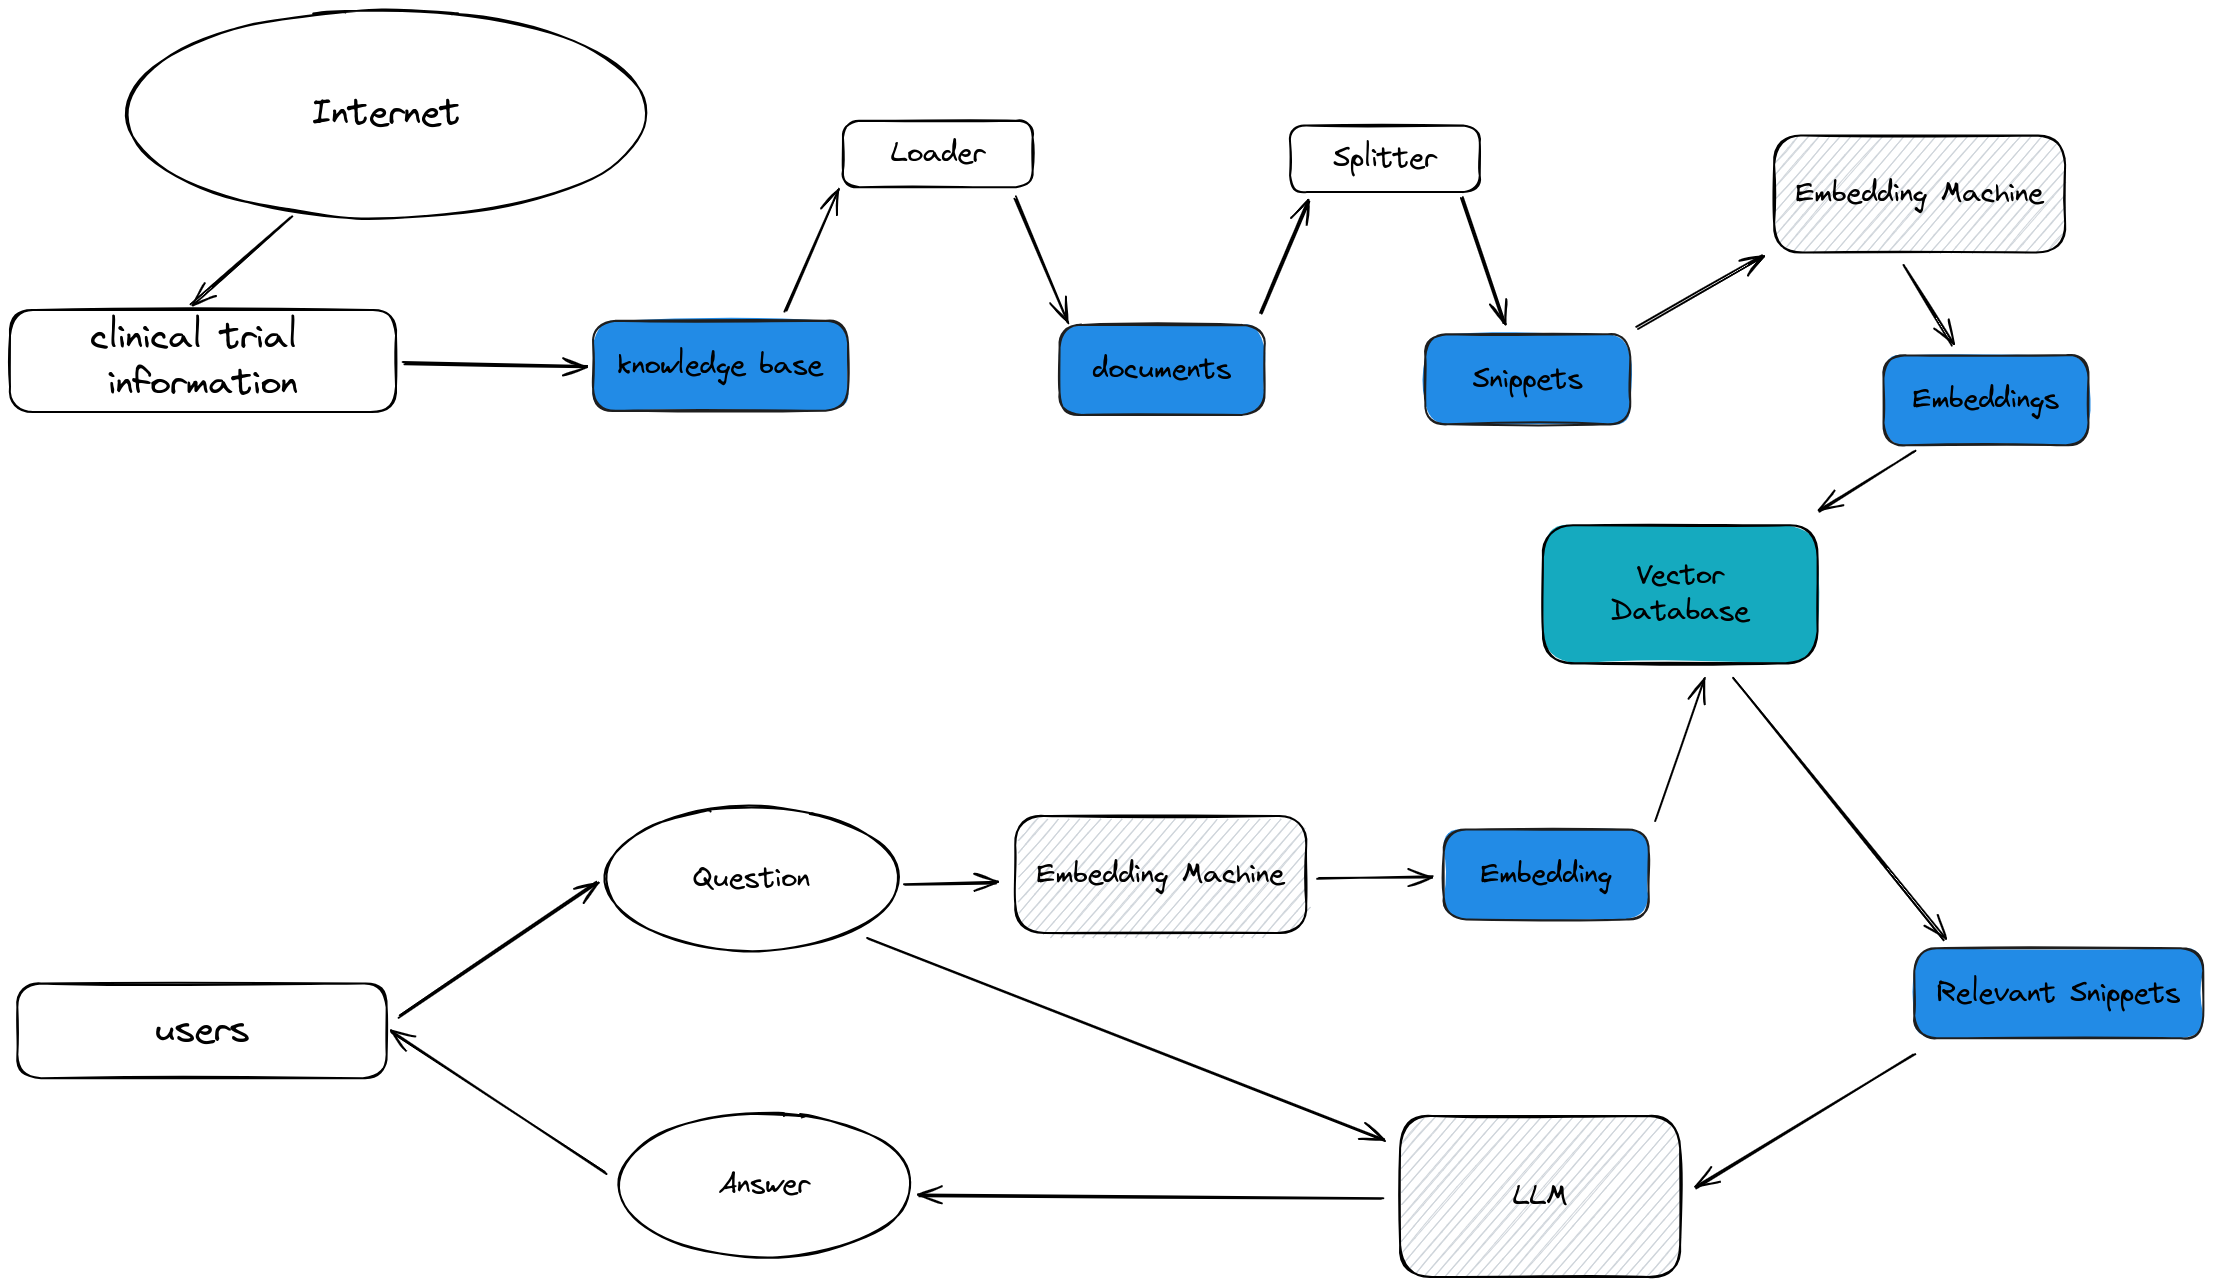 Internet
Loader
Splitter
Embedding Machine
clinical trial
information
knowledge base
documents
Snippets
Embeddings
Vector
Database
Question
Embedding Machine
Embedding
users
Relevant Snippets
Answer
LLM